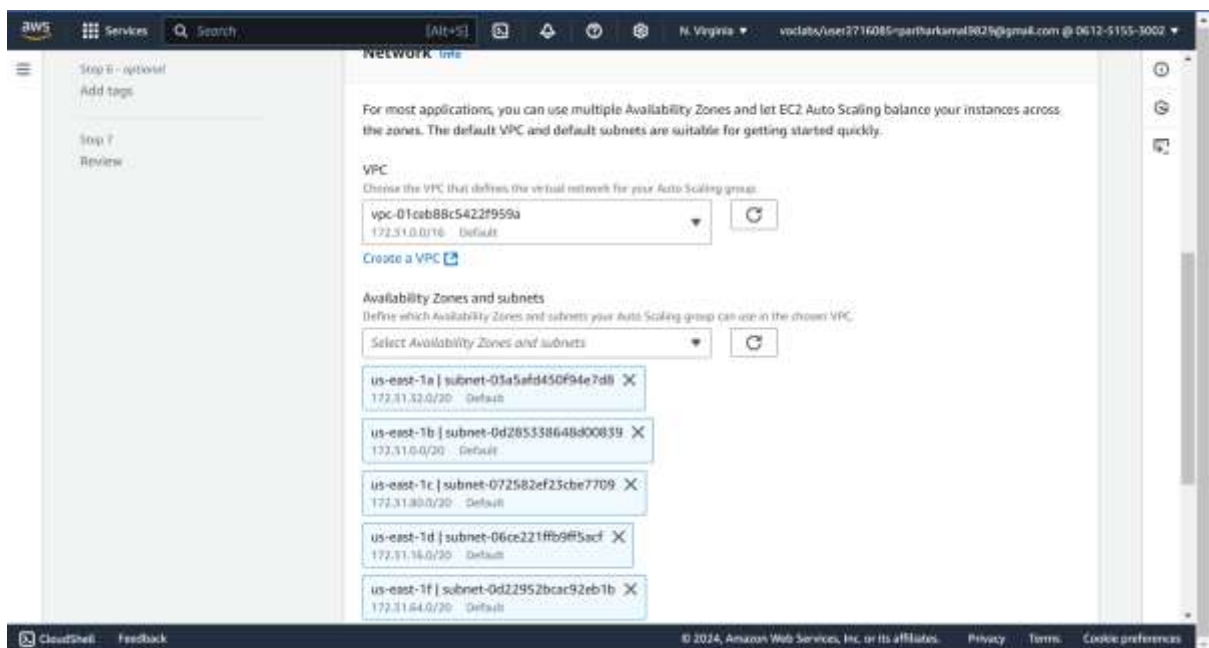 aws
Services
Search
[Alt+S]
N. Virginia
voclabs/user2716085=pariharkamal9829@gmail.com @ 0612-5155-3002
Step 6 - optional
Add tags
Step 7
Review
Network Info
For most applications, you can use multiple Availability Zones and let EC2 Auto Scaling balance your instances across
the zones. The default VPC and default subnets are suitable for getting started quickly.
VPC
Choose the VPC that defines the virtual network for your Auto Scaling group.
vpc-01ceb88c5422f959a
172.31.0.0/16 Default
Create a VPC
Availability Zones and subnets
Define which Availability Zones and subnets your Auto Scaling group can use in the chosen VPC.
Select Availability Zones and subnets
us-east-1a | subnet-03a5afd450f94e7d8
172.31.32.0/20 Default
us-east-1b | subnet-0d285338648d00839
172.31.0.0/20 Default
us-east-1c | subnet-072582ef23cbe7709
172.31.80.0/20 Default
us-east-1d | subnet-06ce221ffb9ff5acf
172.31.16.0/20 Default
us-east-1f | subnet-0d22952bcac92eb1b
172.31.64.0/20 Default
CloudShell
Feedback
© 2024, Amazon Web Services, Inc. or its affiliates.
Privacy
Terms
Cookie preferences